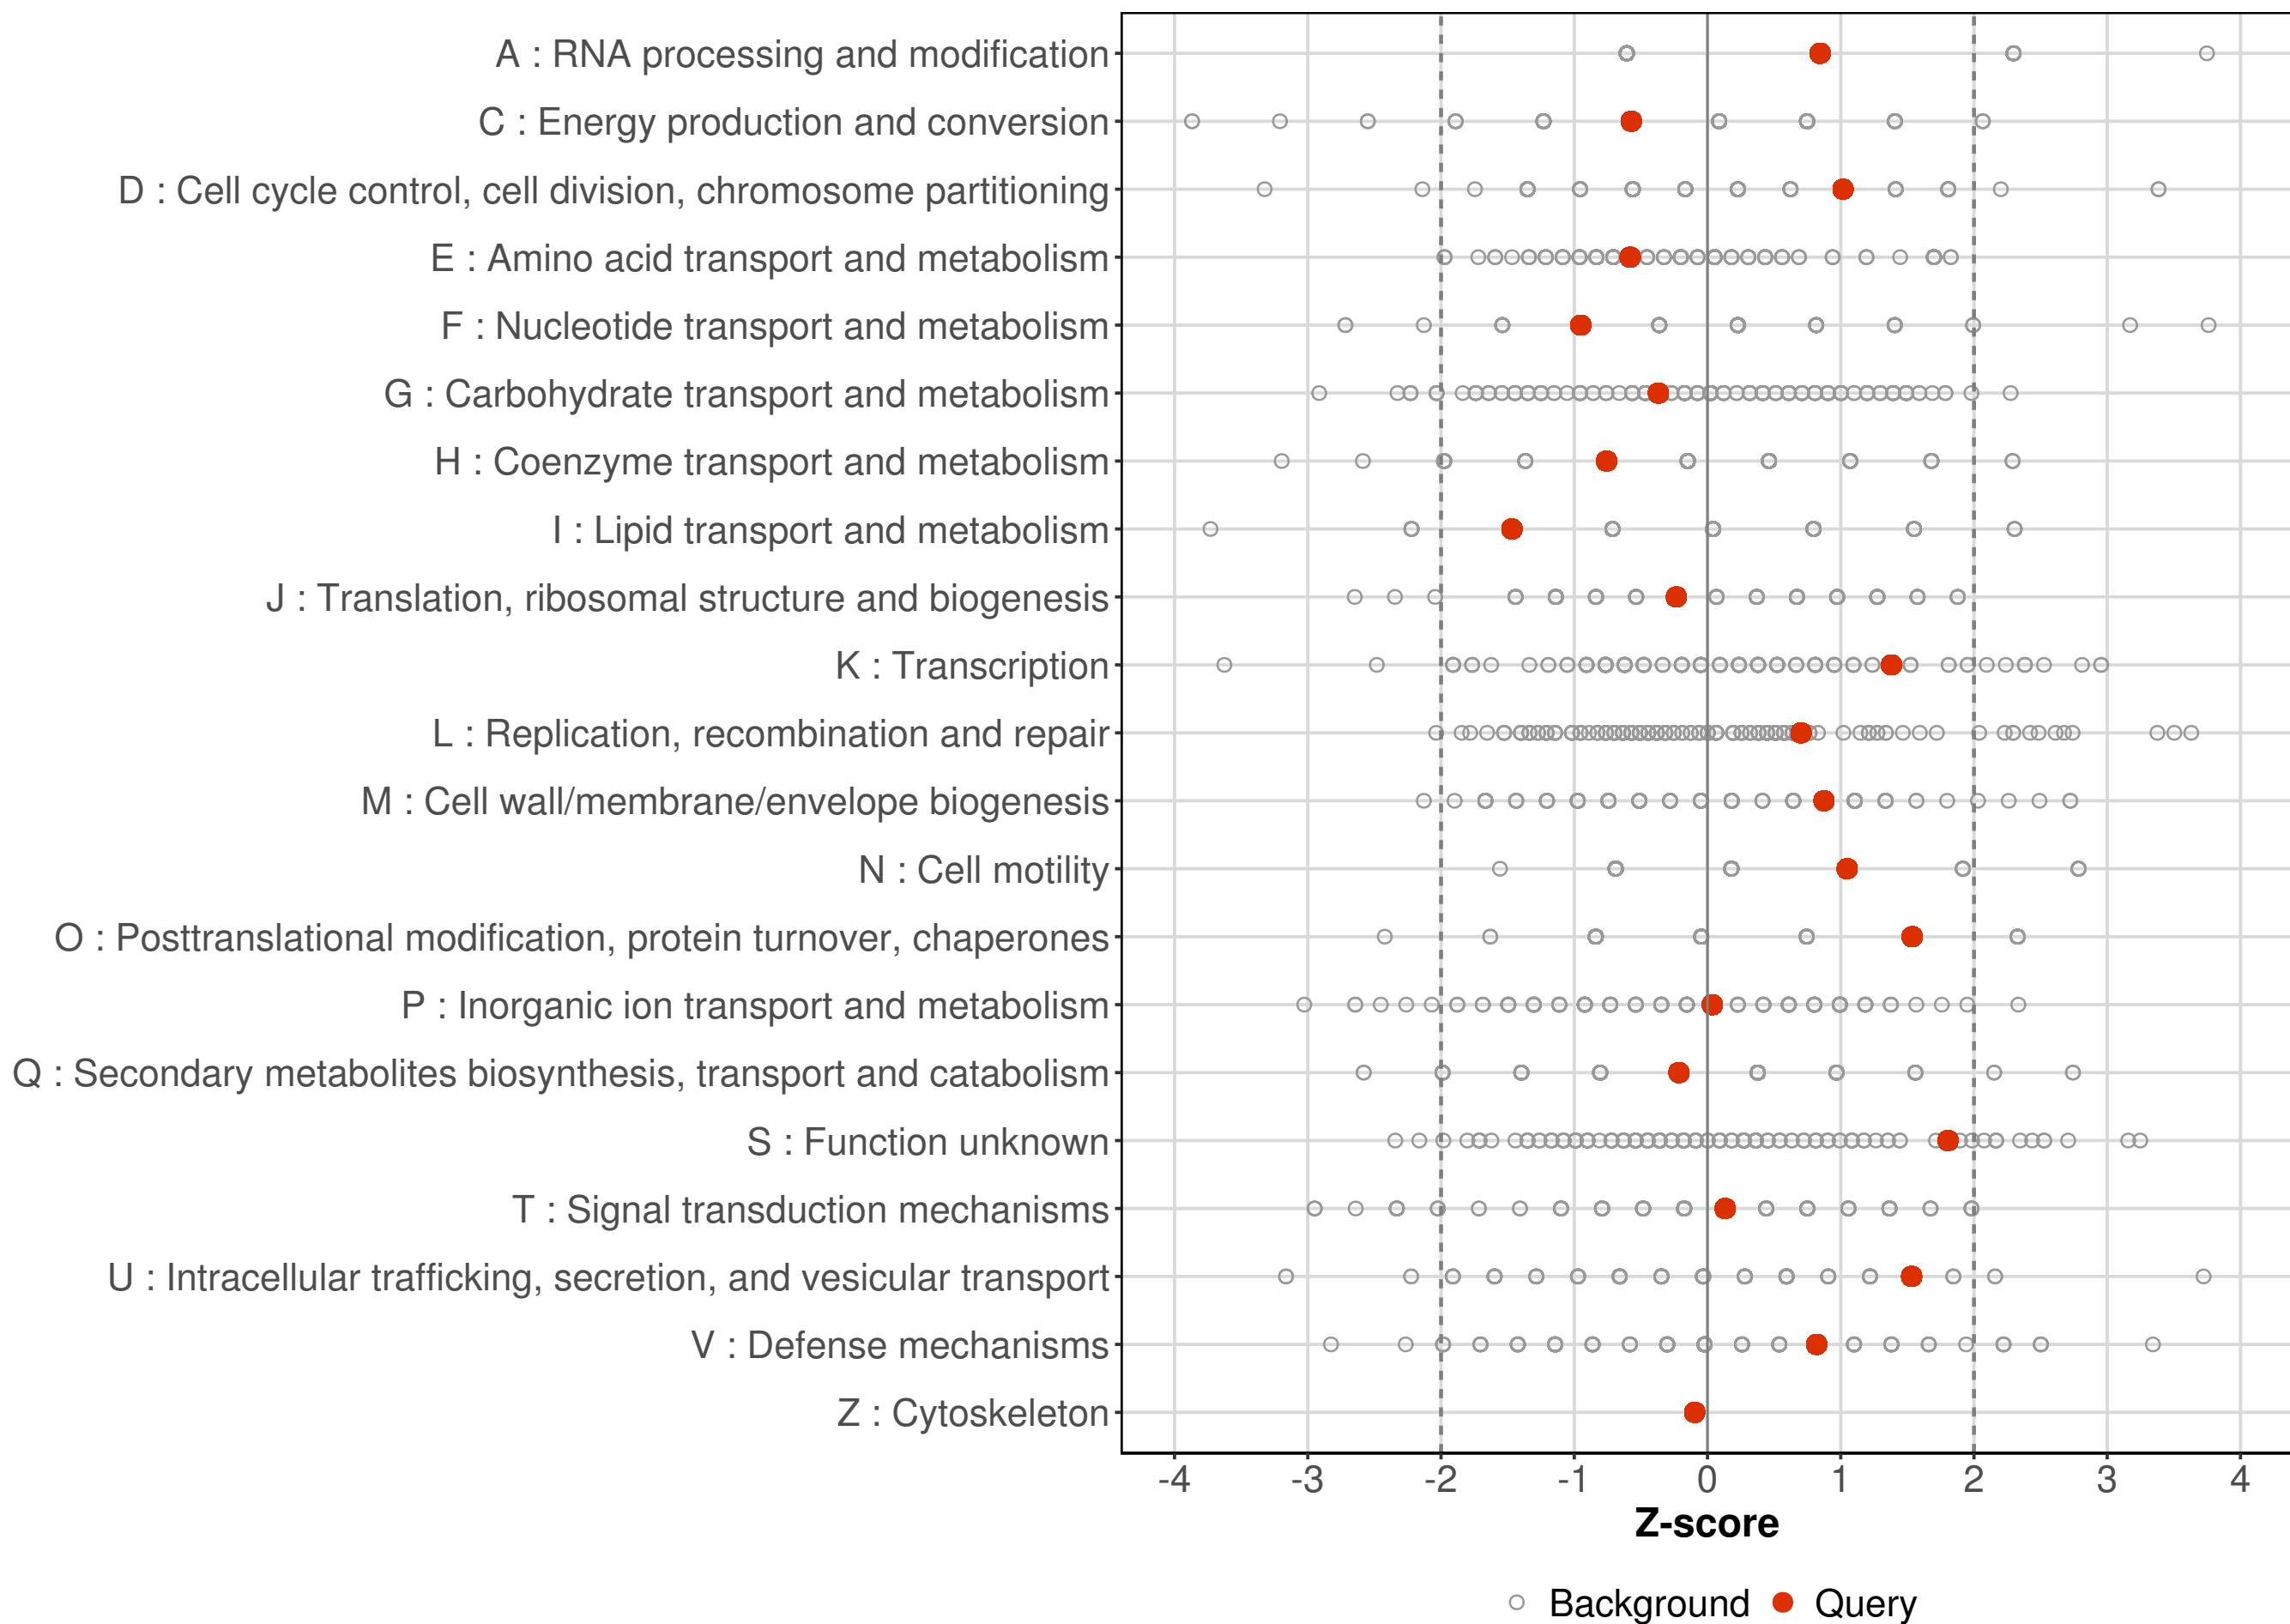 A : RNA processing and modification
C : Energy production and conversion
D : Cell cycle control, cell division, chromosome partitioning
E : Amino acid transport and metabolism
F : Nucleotide transport and metabolism
G : Carbohydrate transport and metabolism
H : Coenzyme transport and metabolism
I : Lipid transport and metabolism
J : Translation, ribosomal structure and biogenesis
K : Transcription
L : Replication, recombination and repair
M : Cell wall/membrane/envelope biogenesis
N : Cell motility
O : Posttranslational modification, protein turnover, chaperones
P : Inorganic ion transport and metabolism
Q : Secondary metabolites biosynthesis, transport and catabolism
S : Function unknown
T : Signal transduction mechanisms
U : Intracellular trafficking, secretion, and vesicular transport
V : Defense mechanisms
Z : Cytoskeleton
-4 -3 -2 -1 0 1 2 3 4
Z-score
Background Query